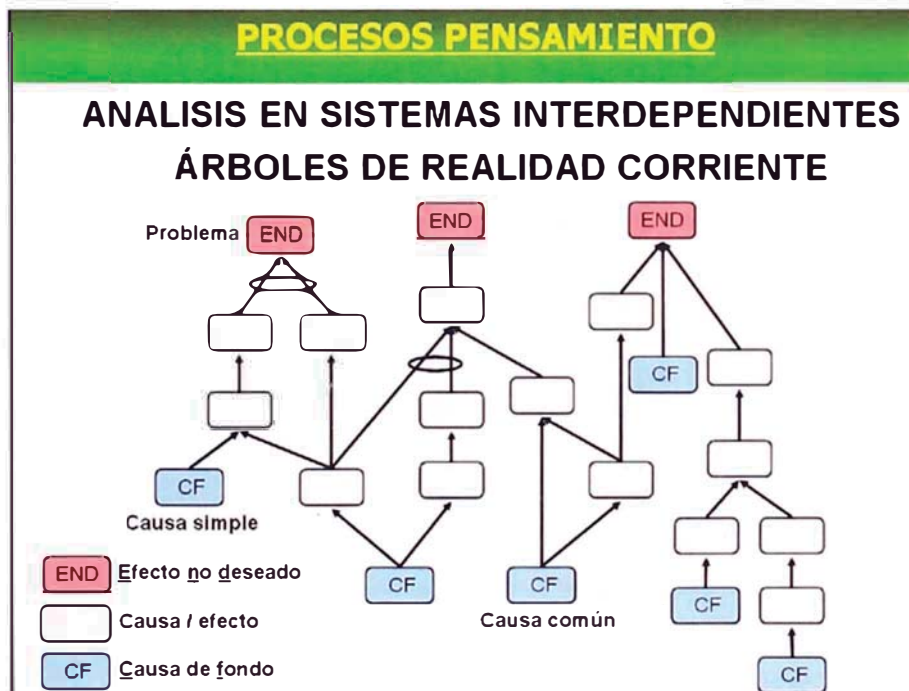 PROCESOS PENSAMIENTO
ANALISIS EN SISTEMAS INTERDEPENDIENTES
ÁRBOLES DE REALIDAD CORRIENTE
Problema
END
END
END
CF
CF
Causa simple
CF
CF
Causa común
CF
CF
END
Efecto no deseado
Causa / efecto
CF
Causa de fondo